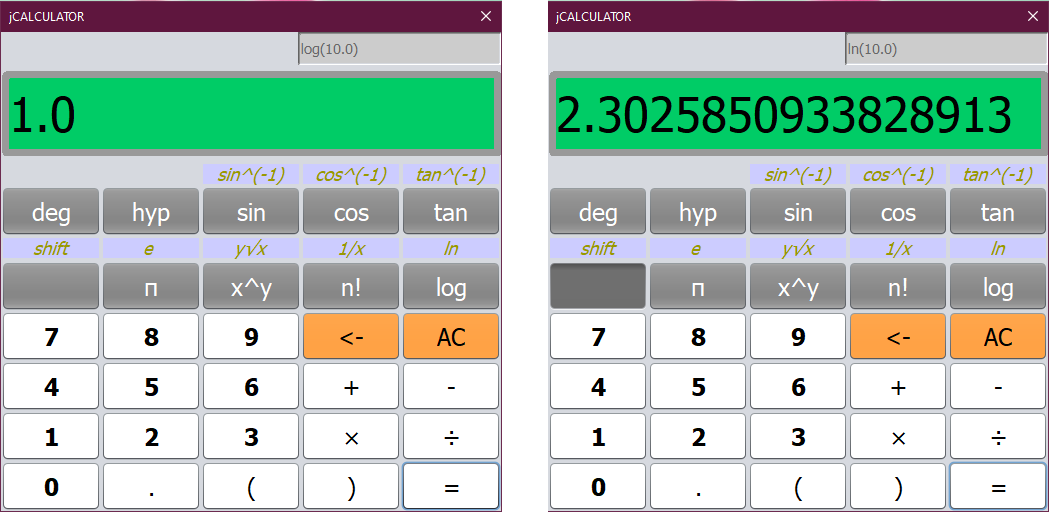 jCALCULATOR
log(10.0)
1.0
sin^(-1) cos^(-1) tan^(-1)
deg hyp sin cos tan
shift e y√x 1/x ln
п x^y n! log
7 8 9 <- AC
4 5 6 + -
1 2 3 × ÷
0 . ( ) =
jCALCULATOR
ln(10.0)
2.3025850933828913
sin^(-1) cos^(-1) tan^(-1)
deg hyp sin cos tan
shift e y√x 1/x ln
п x^y n! log
7 8 9 <- AC
4 5 6 + -
1 2 3 × ÷
0 . ( ) =